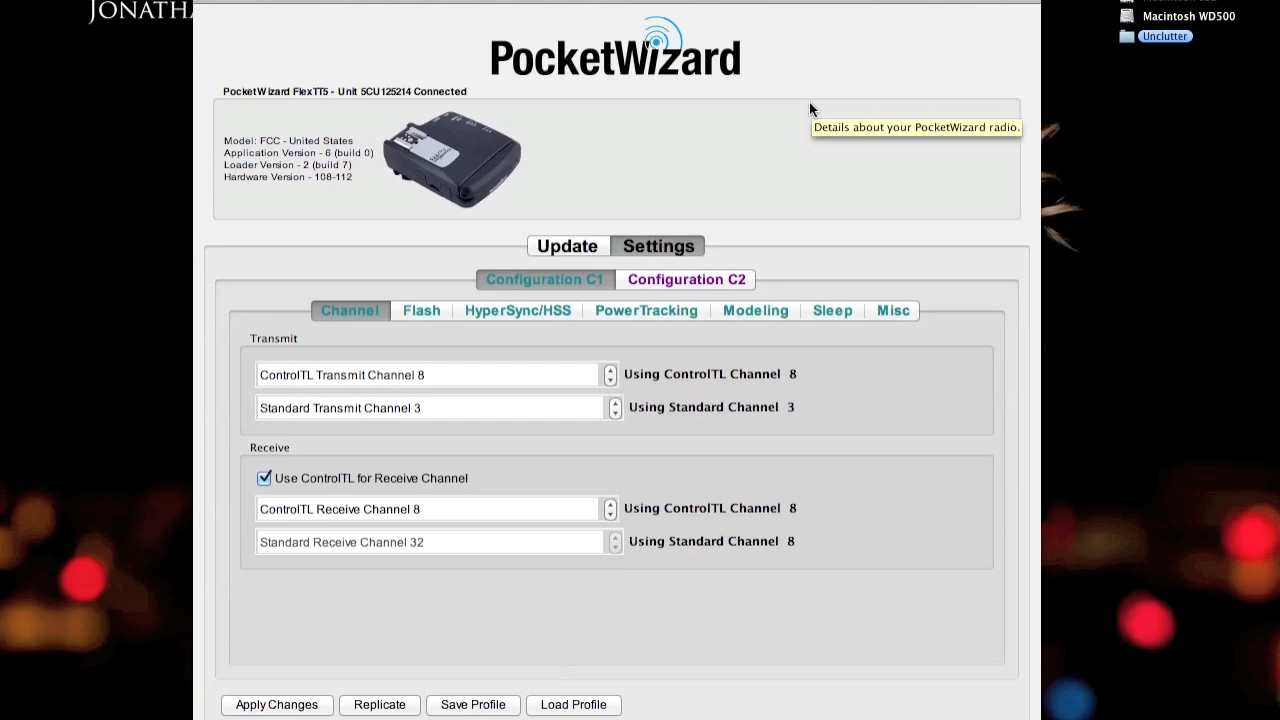 JONATHA
Macintosh WD500
Unclutter
PocketWizard
PocketWizard FlexTT5 - Unit 5CU125214 Connected
Details about your PocketWizard radio.
Model: FCC - United States
Application Version - 6 (build 0)
Loader Version - 2 (build 7)
Hardware Version - 108-112
Update Settings
Configuration C1 Configuration C2
Channel Flash HyperSync/HSS PowerTracking Modeling Sleep Misc
Transmit
ControlTL Transmit Channel 8 Using ControlTL Channel 8
Standard Transmit Channel 3 Using Standard Channel 3
Receive
Use ControlTL for Receive Channel
ControlTL Receive Channel 8 Using ControlTL Channel 8
Standard Receive Channel 32 Using Standard Channel 8
Apply Changes Replicate Save Profile Load Profile